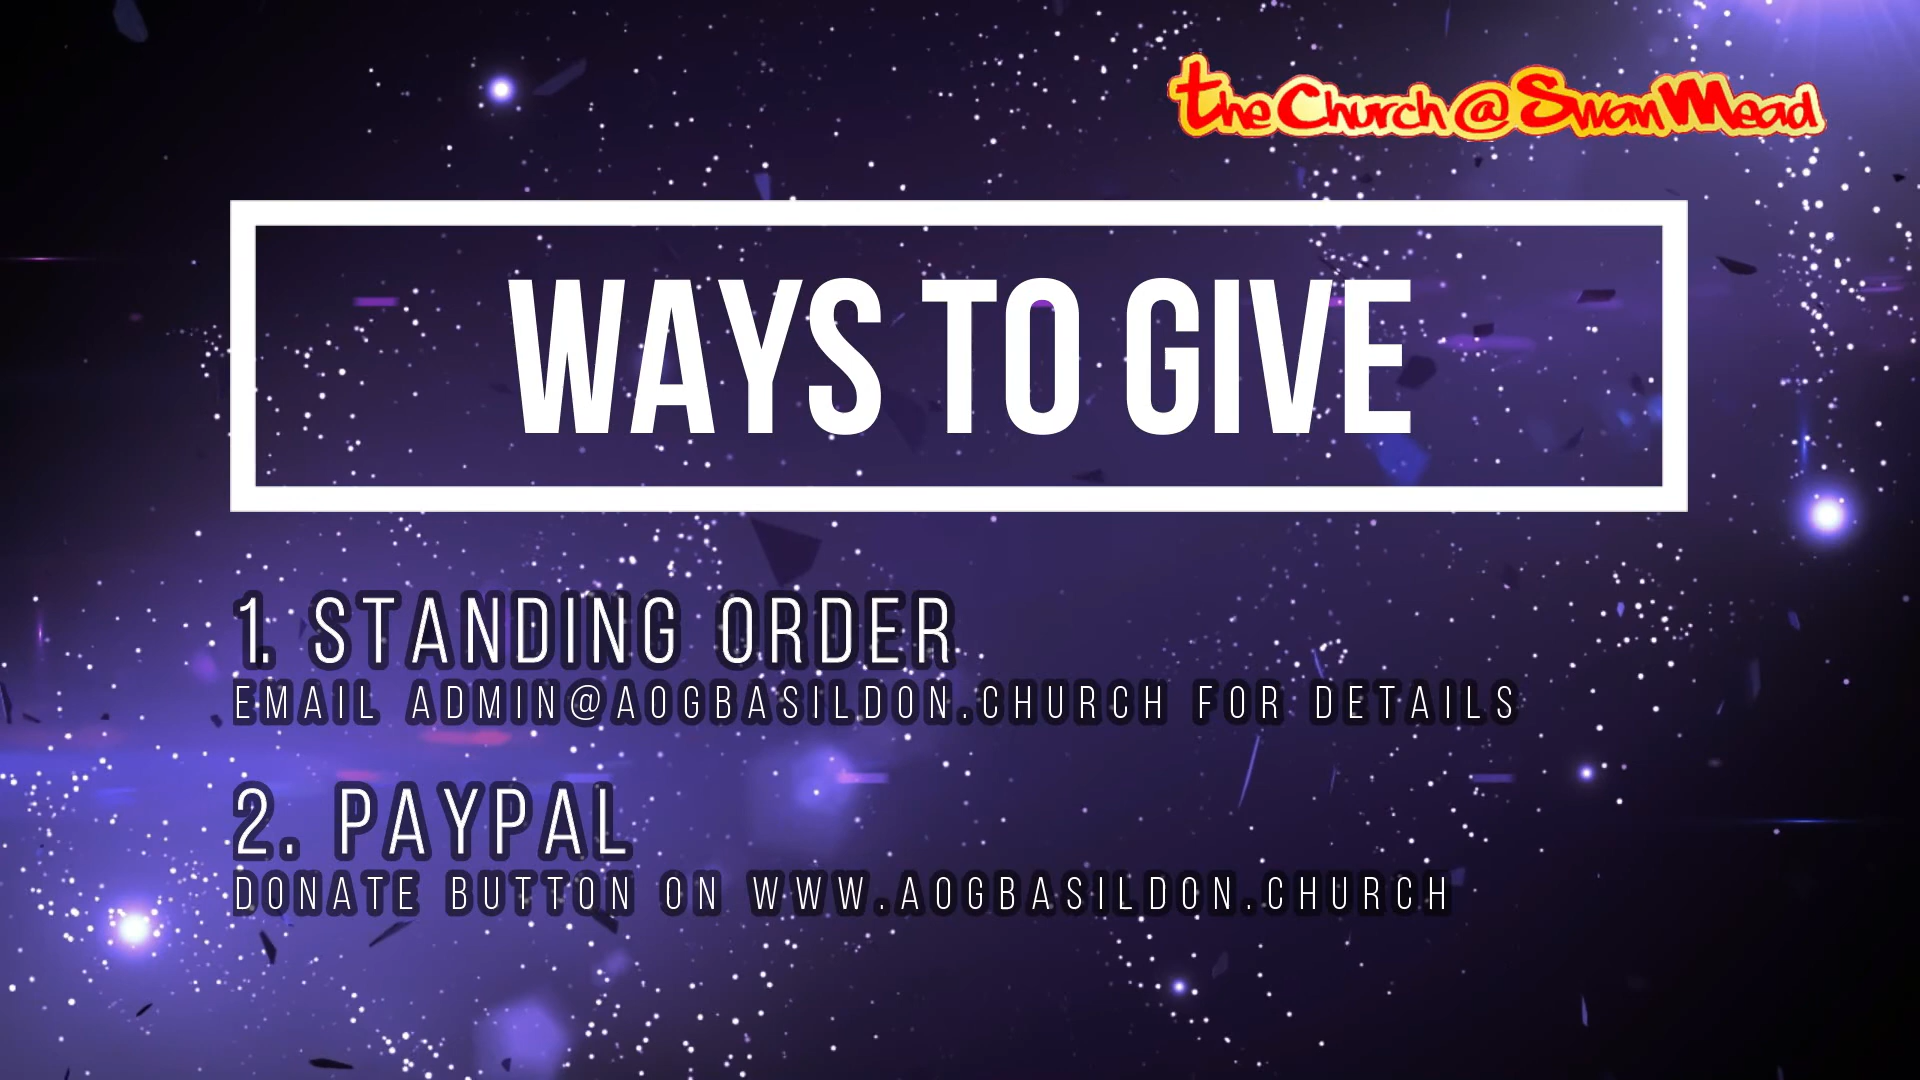 the Church @ Swan Mead
WAYS TO GIVE
1. STANDING ORDER
EMAIL ADMIN@AOGBASILDON.CHURCH FOR DETAILS
2. PAYPAL
DONATE BUTTON ON WWW.AOGBASILDON.CHURCH